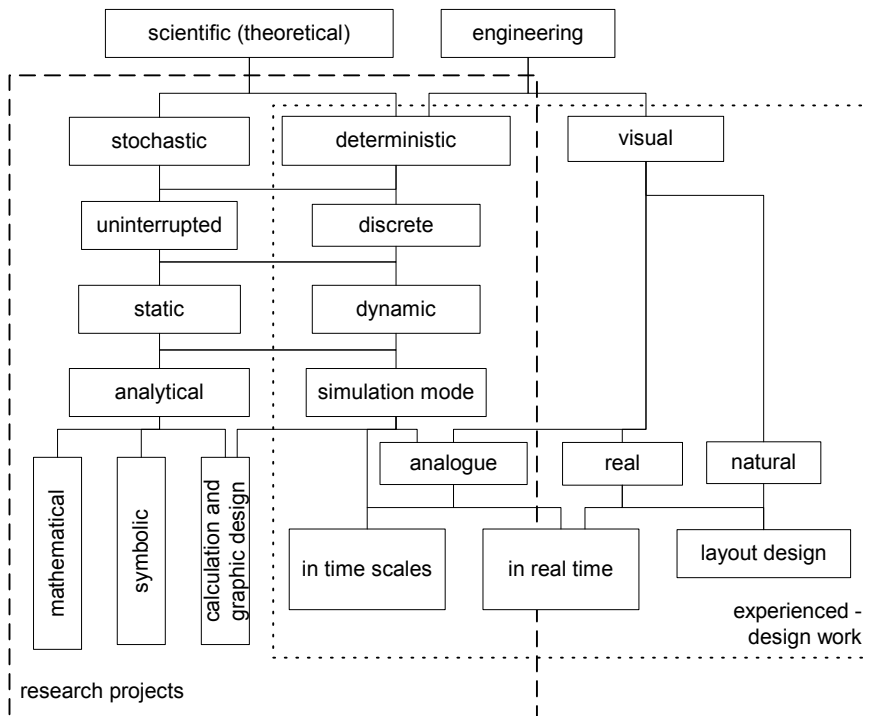 scientific (theoretical)
engineering
stochastic
deterministic
visual
uninterrupted
discrete
static
dynamic
analytical
simulation mode
analogue
real
natural
mathematical
symbolic
calculation and
graphic design
in time scales
in real time
layout design
experienced -
design work
research projects